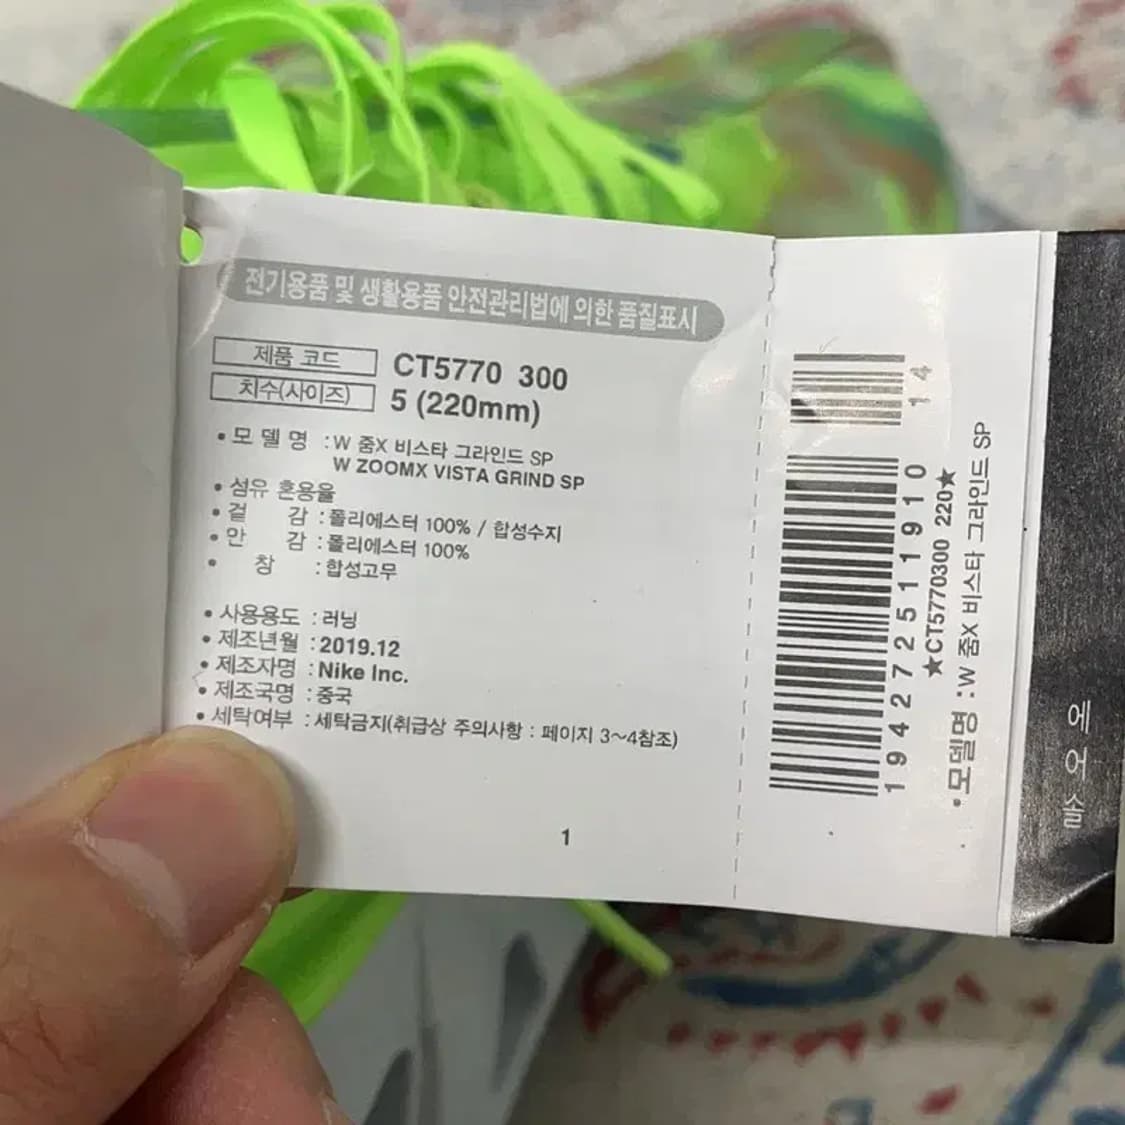 전기용품 및 생활용품 안전관리법에 의한 품질표시
제품 코드 CT5770 300
치수(사이즈) 5 (220mm)
• 모 델 명 : W 줌X 비스타 그라인드 SP
W ZOOMX VISTA GRIND SP
• 섬유 혼용율
• 겉 감 : 폴리에스터 100% / 합성수지
• 안 감 : 폴리에스터 100%
• 창 : 합성고무
• 사용용도 : 러닝
• 제조년월 : 2019.12
• 제조자명 : Nike Inc.
• 제조국명 : 중국
• 세탁여부 : 세탁금지(취급상 주의사항 : 페이지 3~4참조)
1
14
194272511910
★CT5770300 220★
• 모델명 : W 줌X 비스타 그라인드 SP
에어솔